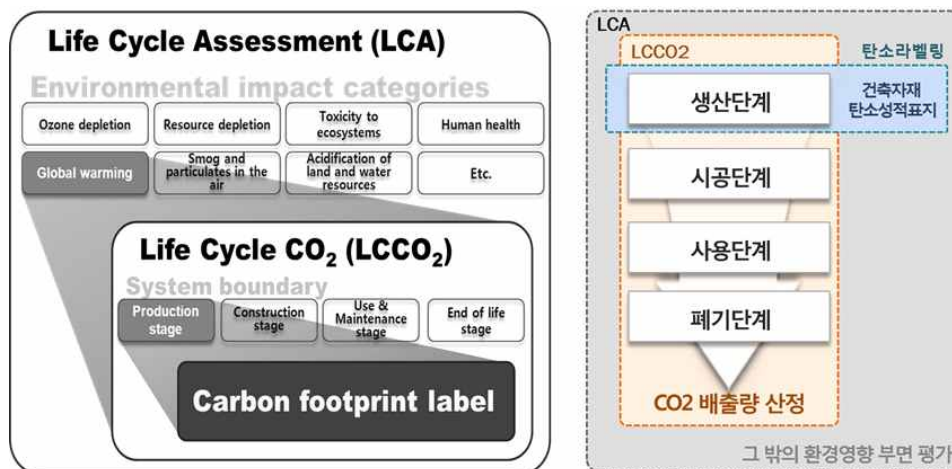 Life Cycle Assessment (LCA)
Environmental impact categories
Ozone depletion
Resource depletion
Toxicity to
ecosystems
Human health
Global warming
Smog and
particulates in the
air
Acidification of
land and water
resources
Etc.
Life Cycle CO₂ (LCCO₂)
System boundary
Production
stage
Construction
stage
Use &
Maintenance
stage
End of life
stage
Carbon footprint label
LCA
LCCO2
탄소라벨링
생산단계
건축자재
탄소성적표지
시공단계
사용단계
폐기단계
CO2 배출량 산정
그 밖의 환경영향 부면 평가